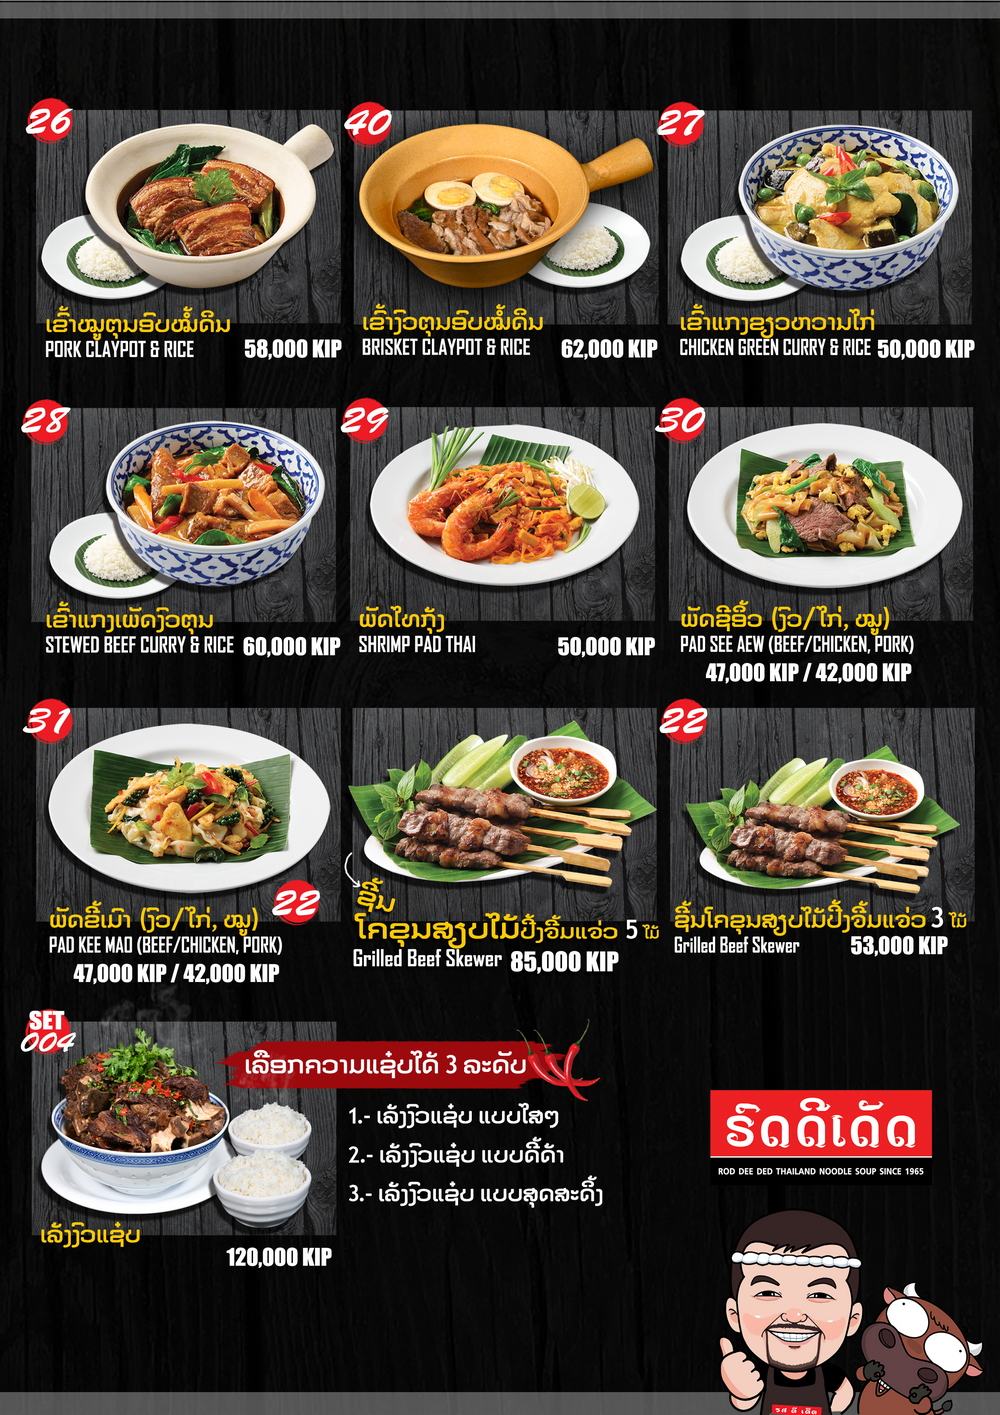 26
ເຂົ້າໝູຕຸນອົບໝໍ້ດິນ
PORK CLAYPOT & RICE 58,000 KIP
40
ເຂົ້າງົວຕຸນອົບໝໍ້ດິນ
BRISKET CLAYPOT & RICE 62,000 KIP
27
ເຂົ້າແກງຂຽວຫວານໄກ່
CHICKEN GREEN CURRY & RICE 50,000 KIP
28
ເຂົ້າແກງເພັດງົວຕຸນ
STEWED BEEF CURRY & RICE 60,000 KIP
29
ພັດໄທກຸ້ງ
SHRIMP PAD THAI 50,000 KIP
30
ພັດຊີອິ້ວ (ງົວ/ໄກ່, ໝູ)
PAD SEE AEW (BEEF/CHICKEN, PORK)
47,000 KIP / 42,000 KIP
31
ພັດຂີ້ເມົາ (ງົວ/ໄກ່, ໝູ)
PAD KEE MAO (BEEF/CHICKEN, PORK)
47,000 KIP / 42,000 KIP
22
ຊີ້ນ
ໂຄຂຸນສຽບໄມ້ປີ້ງຈີ້ມແຈ່ວ 5 ໄມ້
Grilled Beef Skewer 85,000 KIP
22
ຊີ້ນໂຄຂຸນສຽບໄມ້ປີ້ງຈີ້ມແຈ່ວ 3 ໄມ້
Grilled Beef Skewer 53,000 KIP
SET
004
ເລັ້ງງົວແຊ໋ບ
120,000 KIP
ເລືອກຄວາມແຊ໋ບໄດ້ 3 ລະດັບ
1.- ເລັ້ງງົວແຊ໋ບ ແບບໃສໆ
2.- ເລັ້ງງົວແຊ໋ບ ແບບດີ້ດ້າ
3.- ເລັ້ງງົວແຊ໋ບ ແບບສຸດສະດິ້ງ
ຣົດດີເດັດ
ROD DEE DED THAILAND NOODLE SOUP SINCE 1965
รส ดี เด็ด